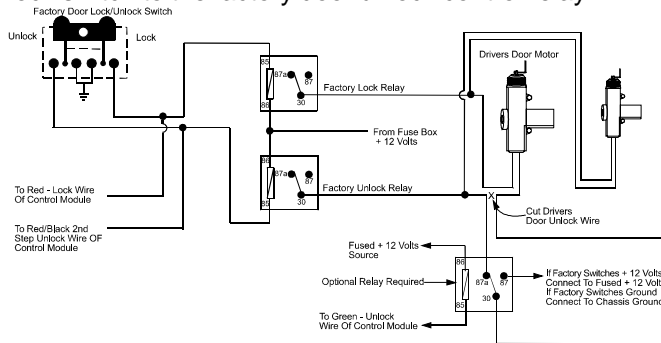 Factory Door Lock/Unlock Switch
Unlock
Lock
85
87a
87
30
86
Factory Lock Relay
Drivers Door Motor
From Fuse Box
+ 12 Volts
86
87a
87
30
85
Factory Unlock Relay
To Red - Lock Wire
Of Control Module
To Red/Black 2nd
Step Unlock Wire OF
Control Module
X
Cut Drivers
Door Unlock Wire
Fused + 12 Volts
Source
Optional Relay Required
86
87a
87
30
85
To Green - Unlock
Wire Of Control Module
If Factory Switches + 12 Volts
Connect To Fused + 12 Volt
If Factory Switches Ground
Connect To Chassis Ground